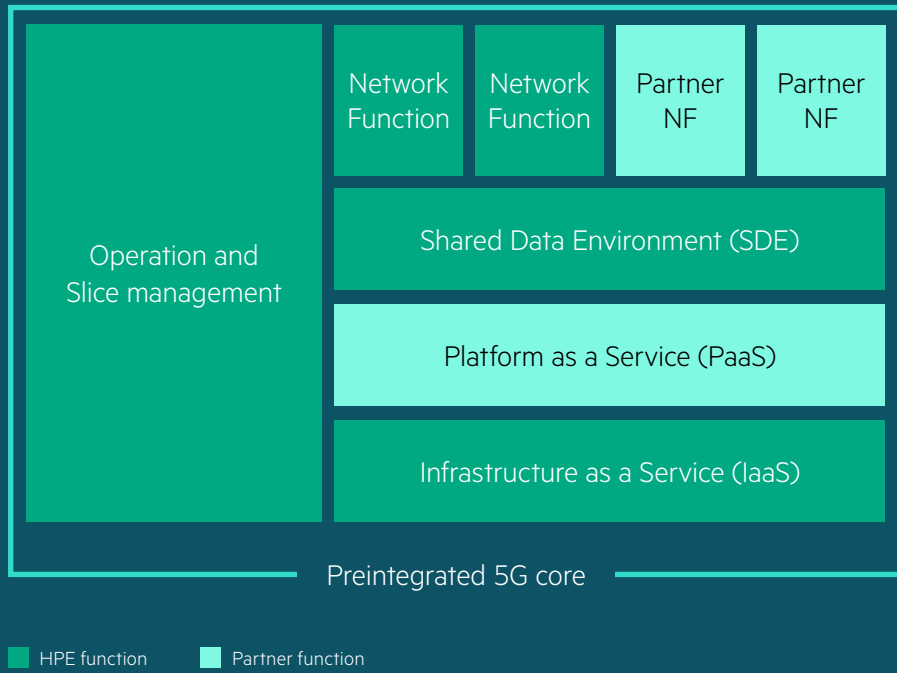 Network
Function
Network
Function
Partner
NF
Partner
NF
Operation and
Slice management
Shared Data Environment (SDE)
Platform as a Service (PaaS)
Infrastructure as a Service (IaaS)
Preintegrated 5G core
HPE function
Partner function